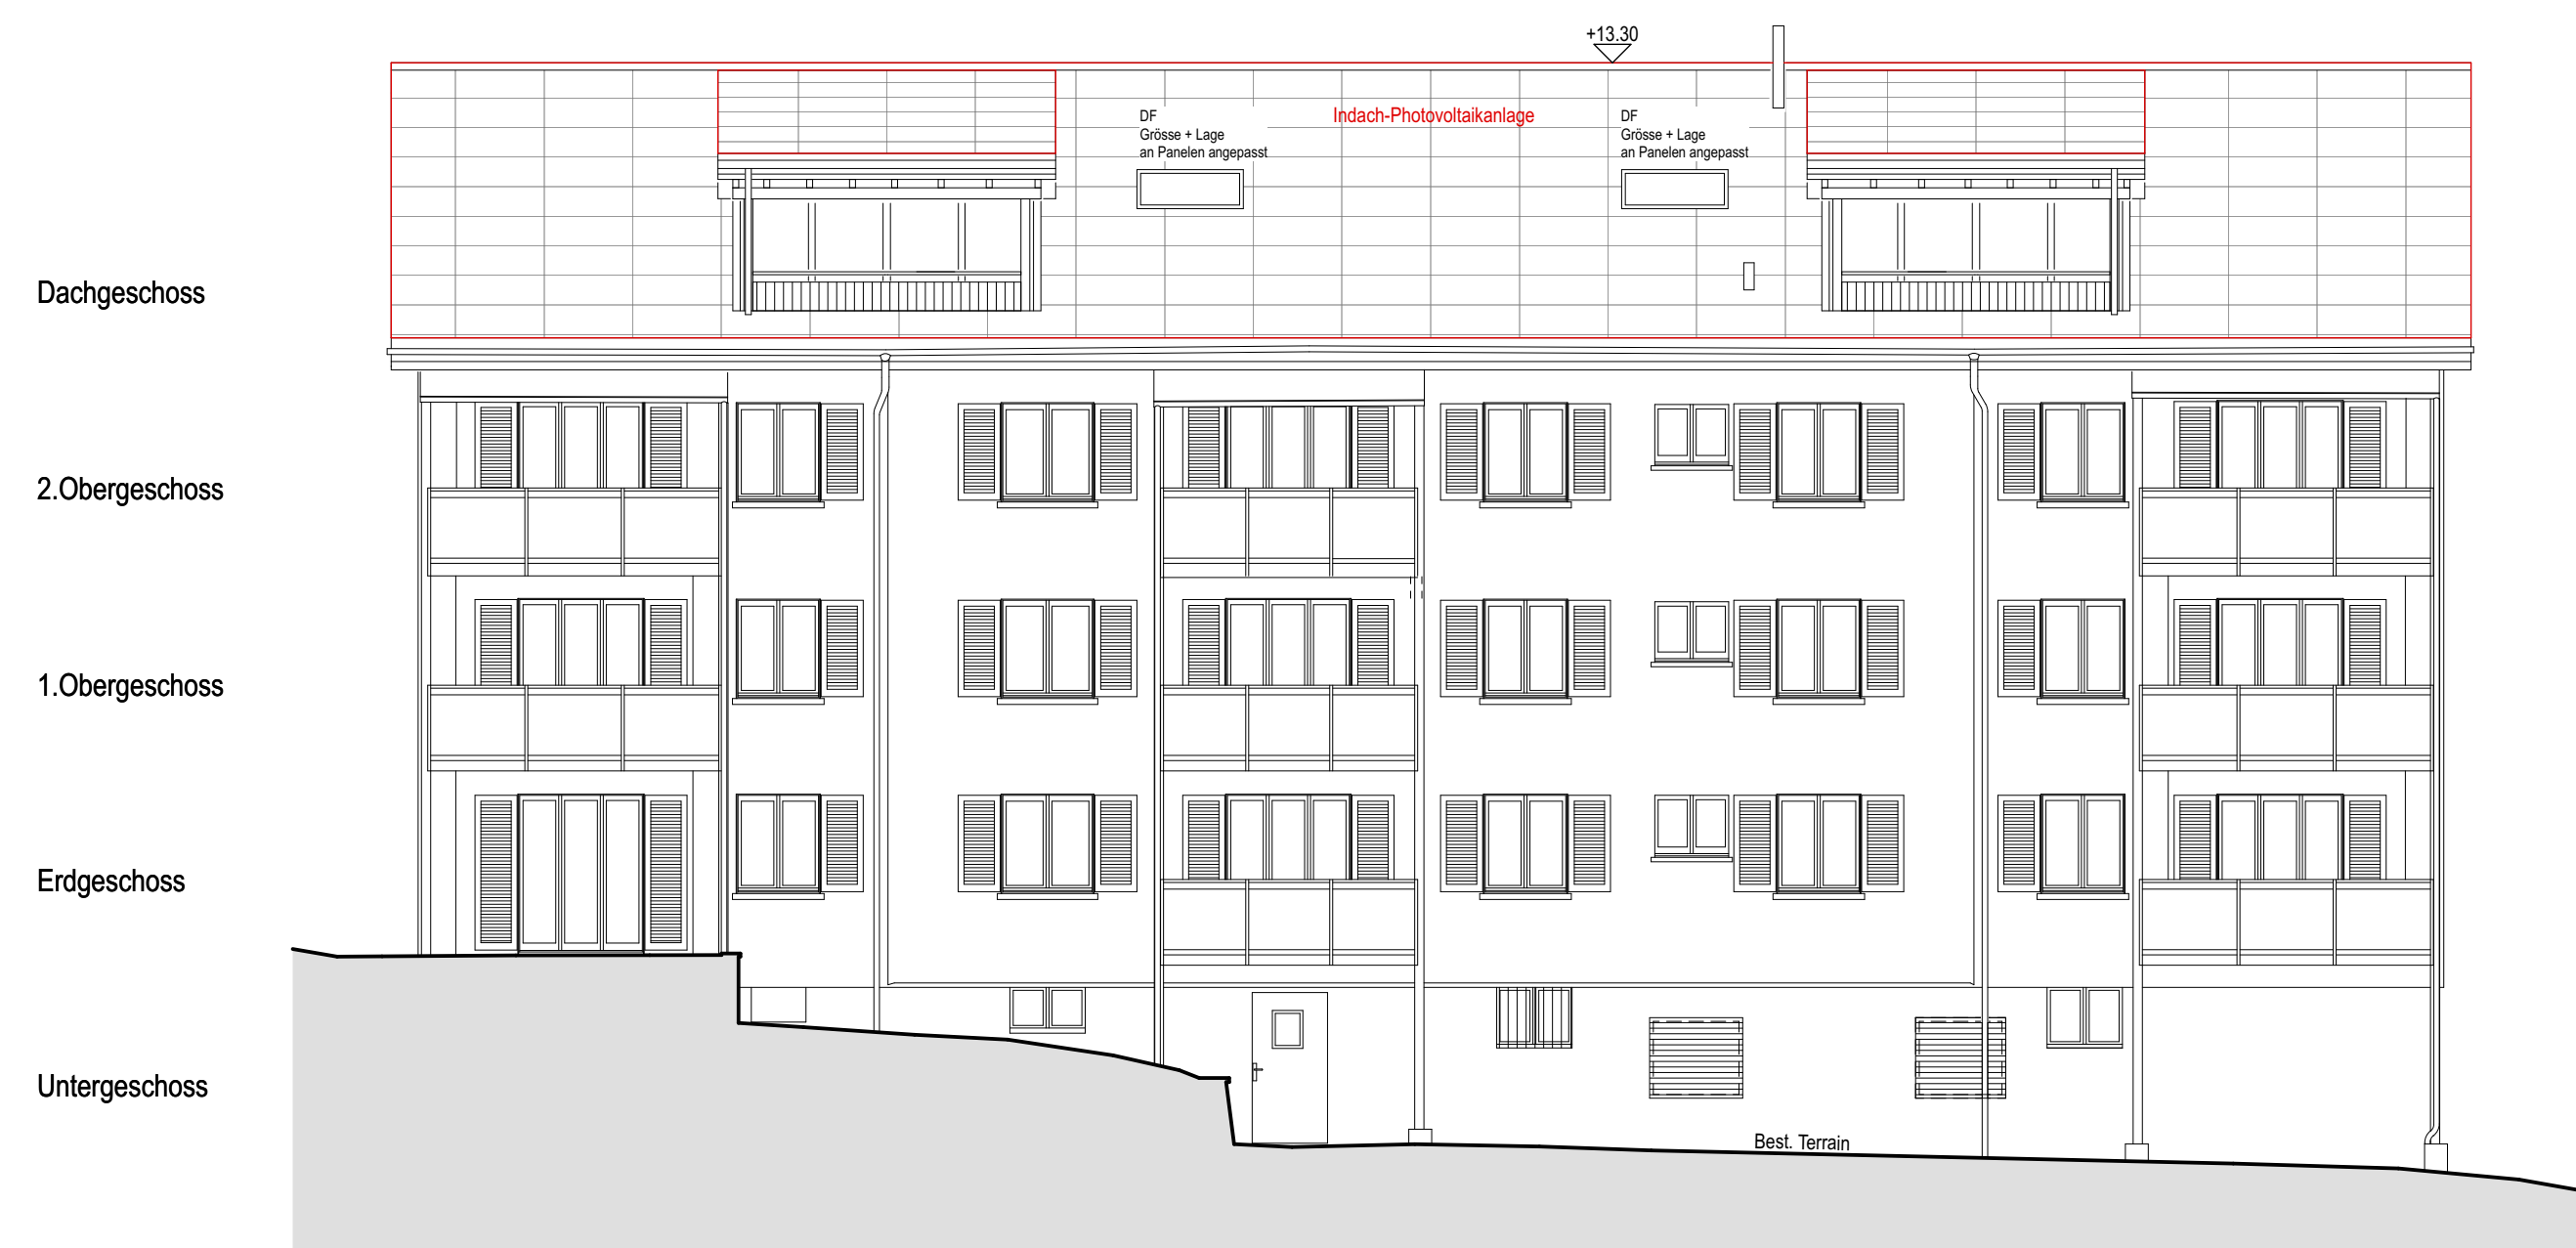 +13.30
DF
Grösse + Lage
an Panelen angepasst
Indach-Photovoltaikanlage
DF
Grösse + Lage
an Panelen angepasst
Dachgeschoss
2.Obergeschoss
1.Obergeschoss
Erdgeschoss
Untergeschoss
Best. Terrain